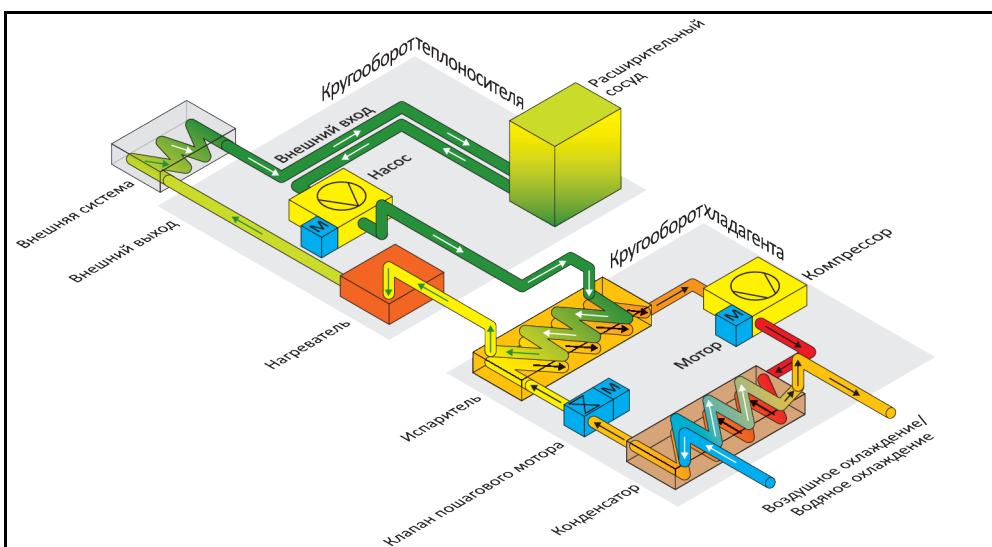 Кругооборот теплоносителя
Расширительный
сосуд
Внешний вход
Насос
M
Внешняя система
Внешний выход
Нагреватель
Кругооборот хладагента
Компрессор
M
Мотор
M
Испаритель
Клапан пошагового мотора
Конденсатор
Воздушное охлаждение/
Водяное охлаждение